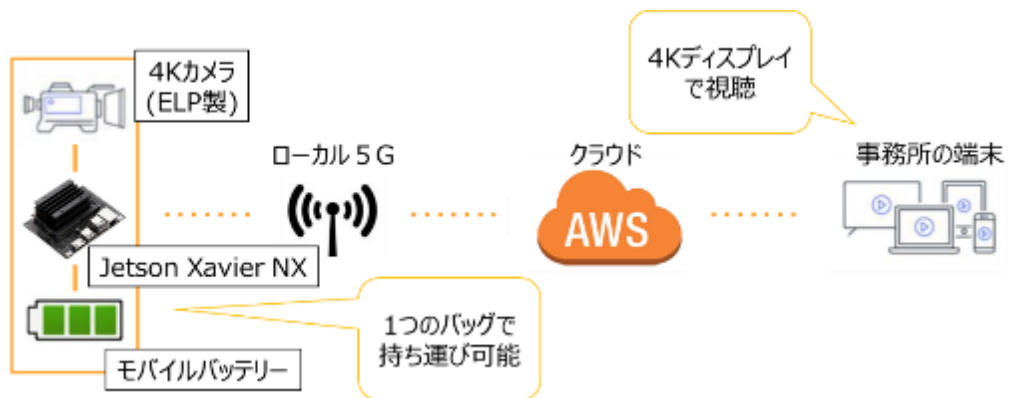 4Kカメラ
(ELP製)
Jetson Xavier NX
モバイルバッテリー
1つのバッグで
持ち運び可能
ローカル５G
クラウド
AWS
4Kディスプレイ
で視聴
事務所の端末